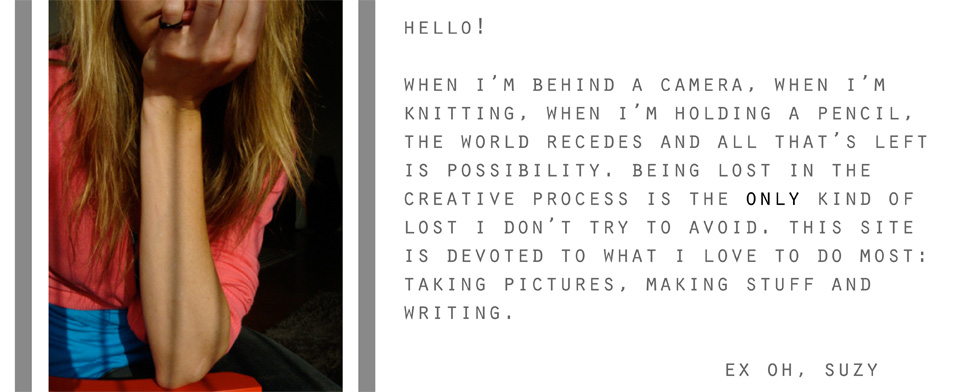 HELLO!
WHEN I'M BEHIND A CAMERA, WHEN I'M
KNITTING, WHEN I'M HOLDING A PENCIL,
THE WORLD RECEDES AND ALL THAT'S LEFT
IS POSSIBILITY. BEING LOST IN THE
CREATIVE PROCESS IS THE ONLY KIND OF
LOST I DON'T TRY TO AVOID. THIS SITE
IS DEVOTED TO WHAT I LOVE TO DO MOST:
TAKING PICTURES, MAKING STUFF AND
WRITING.
EX OH, SUZY